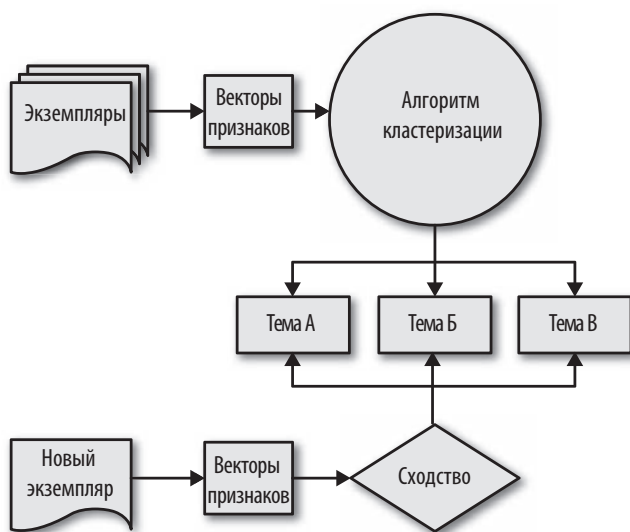 Экземпляры
Векторы
признаков
Алгоритм
кластеризации
Тема А
Тема Б
Тема В
Новый
экземпляр
Векторы
признаков
Сходство